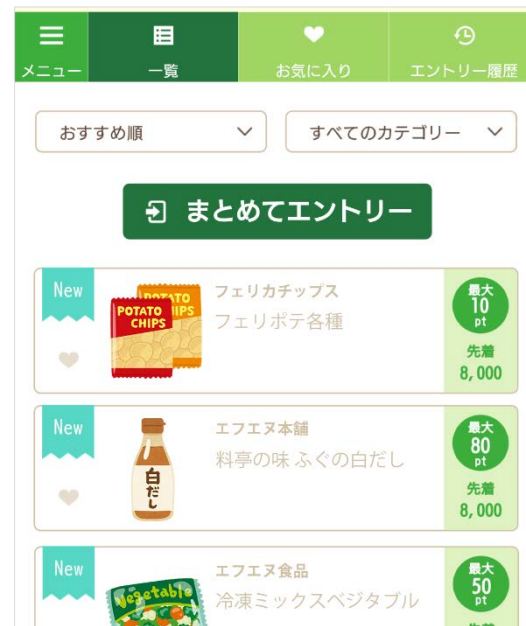 メニュー
一覧
お気に入り
エントリー履歴
おすすめ順
すべてのカテゴリー
まとめてエントリー
New
POTATO CHIPS
POTATO
CHIPS
フェリカチップス
フェリポテ各種
最大
10
pt
先着
8,000
New
白だし
エフエヌ本舗
料亭の味 ふぐの白だし
最大
80
pt
先着
8,000
New
Vegetable
エフエヌ食品
冷凍ミックスベジタブル
最大
50
pt